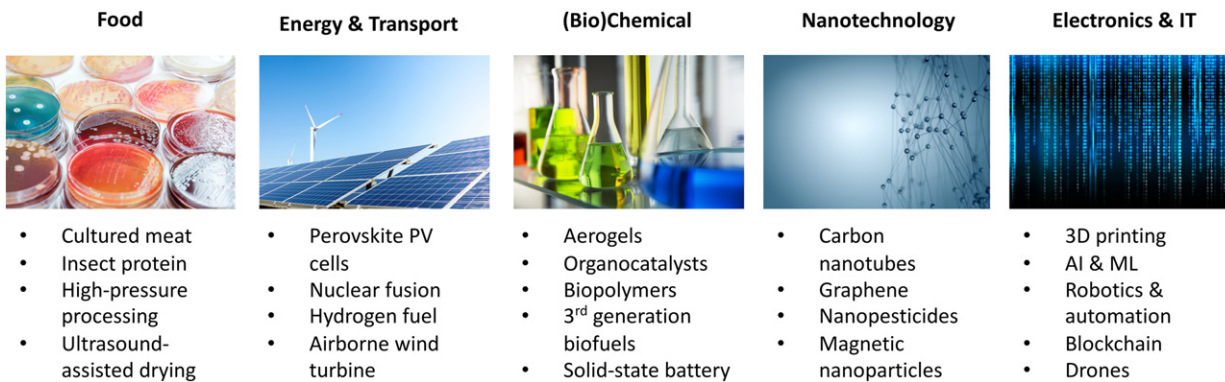 Food
Cultured meat
Insect protein
High-pressure
processing
Ultrasound-
assisted drying
Energy & Transport
Perovskite PV
cells
Nuclear fusion
Hydrogen fuel
Airborne wind
turbine
(Bio)Chemical
Aerogels
Organocatalysts
Biopolymers
3rd generation
biofuels
Solid-state battery
Nanotechnology
Carbon
nanotubes
Graphene
Nanopesticides
Magnetic
nanoparticles
Electronics & IT
3D printing
AI & ML
Robotics &
automation
Blockchain
Drones